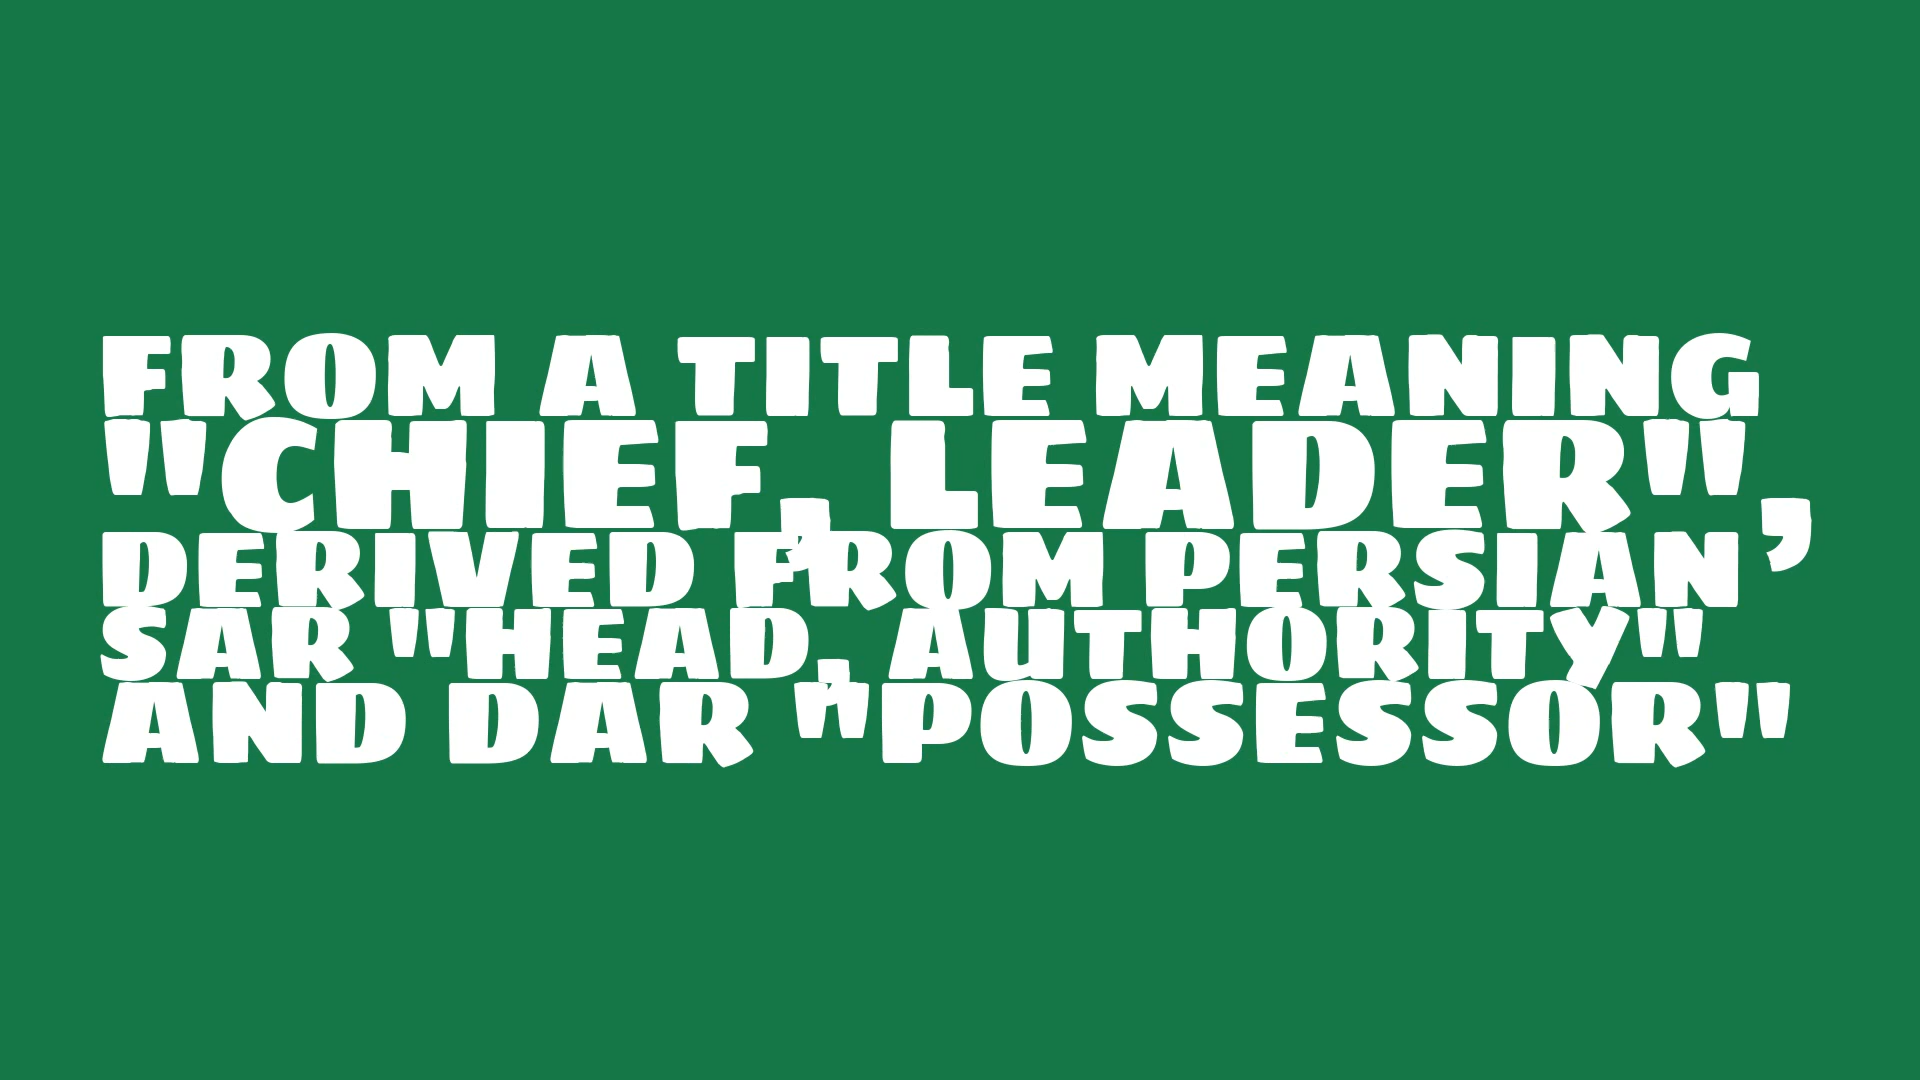 FROM A TITLE MEANING
"CHIEF, LEADER",
DERIVED FROM PERSIAN
SAR "HEAD, AUTHORITY"
AND DAR "POSSESSOR"